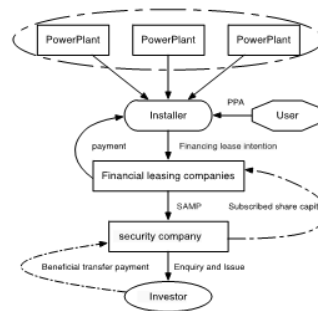 PowerPlant PowerPlant PowerPlant
PPA
Installer User
payment Financing lease intention
Financial leasing companies
SAMP Subscribed share capit
security company
Beneficial transfer payment Enquiry and Issue
Investor